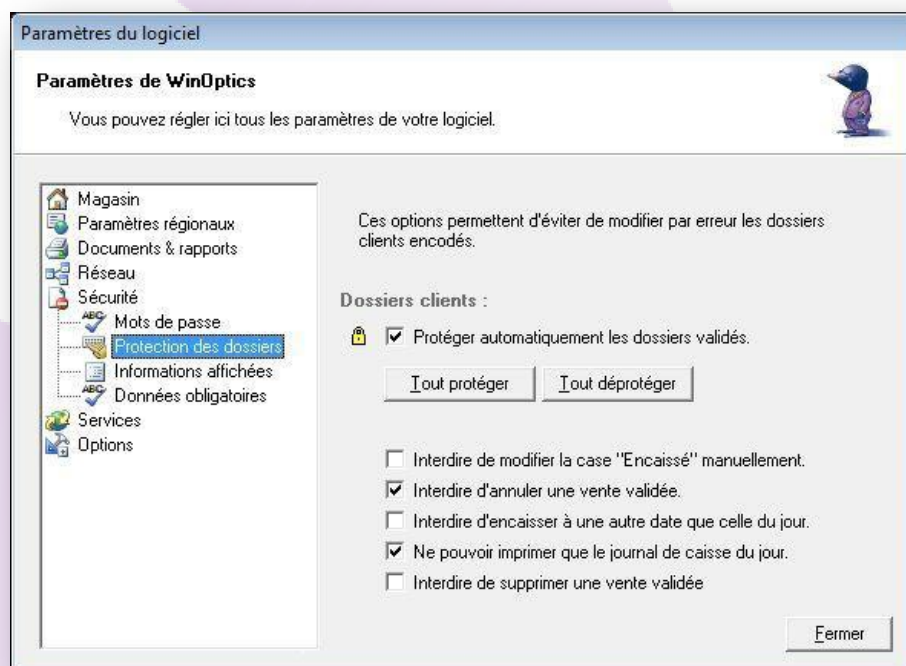 Paramètres du logiciel
Paramètres de WinOptics
Vous pouvez régler ici tous les paramètres de votre logiciel.
Magasin
Paramètres régionaux
Documents & rapports
Réseau
Sécurité
Mots de passe
Protection des dossiers
Informations affichées
Données obligatoires
Services
Options
Ces options permettent d'éviter de modifier par erreur les dossiers
clients encodés.
Dossiers clients :
Protéger automatiquement les dossiers validés.
Tout protéger
Tout déprotéger
Interdire de modifier la case "Encaissé" manuellement.
Interdire d'annuler une vente validée.
Interdire d'encaisser à une autre date que celle du jour.
Ne pouvoir imprimer que le journal de caisse du jour.
Interdire de supprimer une vente validée
Fermer